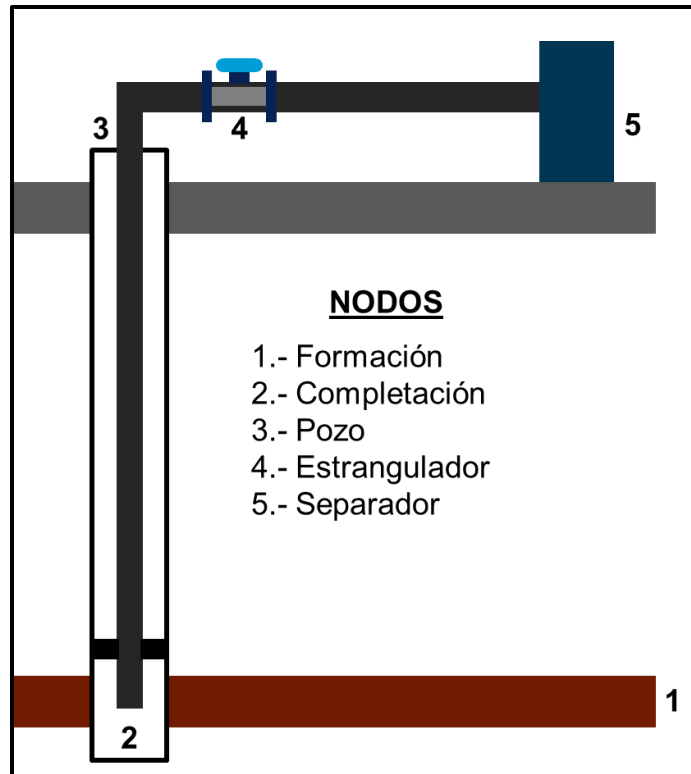 3
4
5
NODOS
1.- Formación
2.- Completación
3.- Pozo
4.- Estrangulador
5.- Separador
1
2